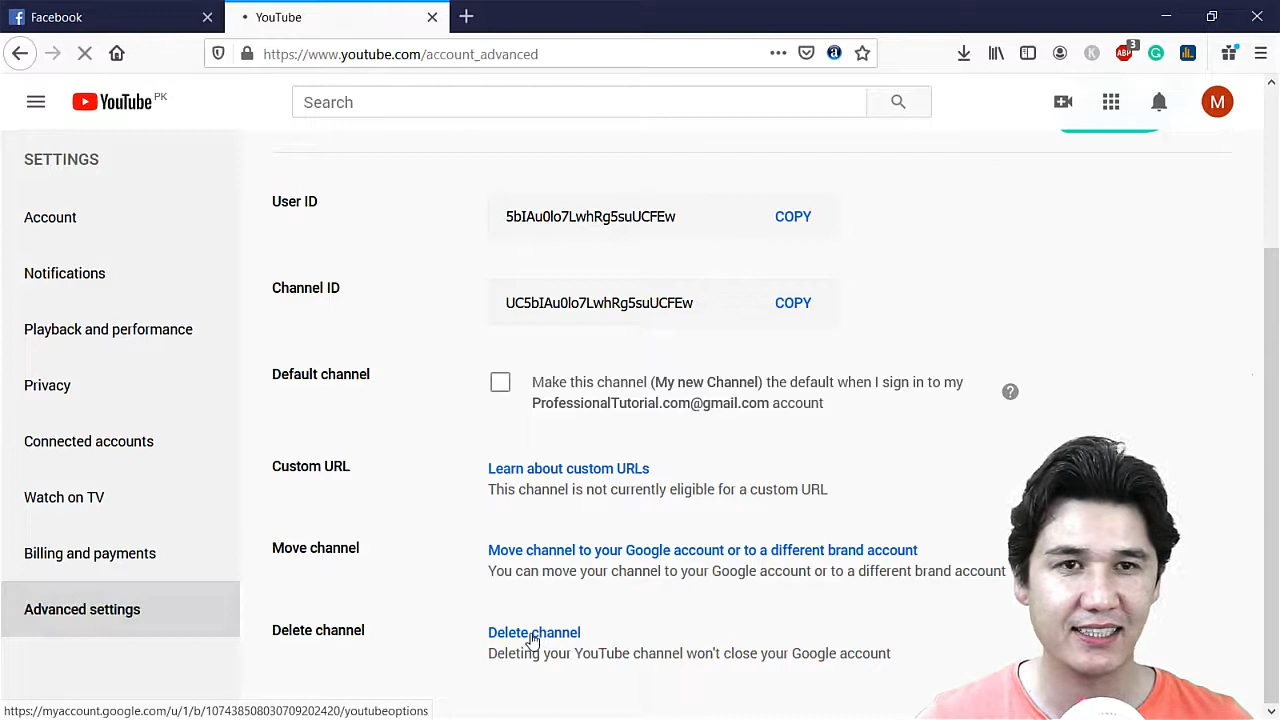 Facebook
YouTube
https://www.youtube.com/account_advanced
3
YouTube PK
Search
M
SETTINGS
Account
Notifications
Playback and performance
Privacy
Connected accounts
Watch on TV
Billing and payments
Advanced settings
User ID
5bIAu0lo7LwhRg5suUCFEw
COPY
Channel ID
UC5bIAu0lo7LwhRg5suUCFEw
COPY
Default channel
Make this channel (My new Channel) the default when I sign in to my
ProfessionalTutorial.com@gmail.com account
?
Custom URL
Learn about custom URLs
This channel is not currently eligible for a custom URL
Move channel
Move channel to your Google account or to a different brand account
You can move your channel to your Google account or to a different brand account
Delete channel
Delete channel
Deleting your YouTube channel won't close your Google account
https://myaccount.google.com/u/1/b/107438508030709202420/youtubeoptions